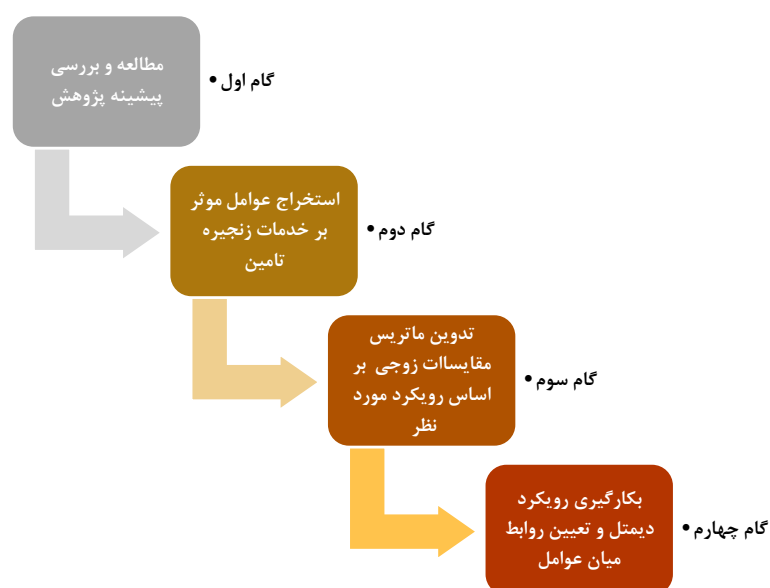 مطالعه و بررسی
پیشینه پژوهش
• گام اول
استخراج عوامل موثر
بر خدمات زنجیره
تامین
• گام دوم
تدوین ماتریس
مقایساات زوجی بر
اساس رویکرد مورد
نظر
• گام سوم
بکارگیری رویکرد
دیمتل و تعیین روابط
میان عوامل
• گام چهارم